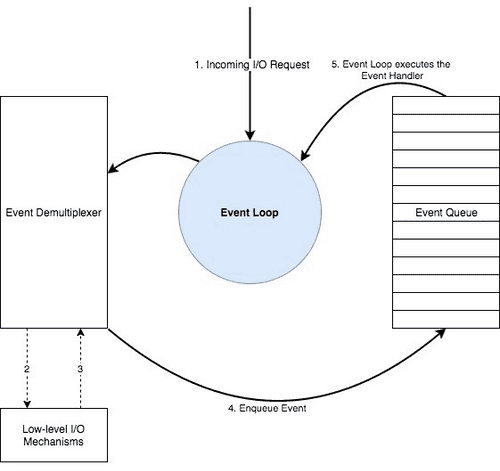 1. Incoming I/O Request
5. Event Loop executes the
Event Handler
Event Demultiplexer
Event Loop
Event Queue
2
3
4. Enqueue Event
Low-level I/O
Mechanisms